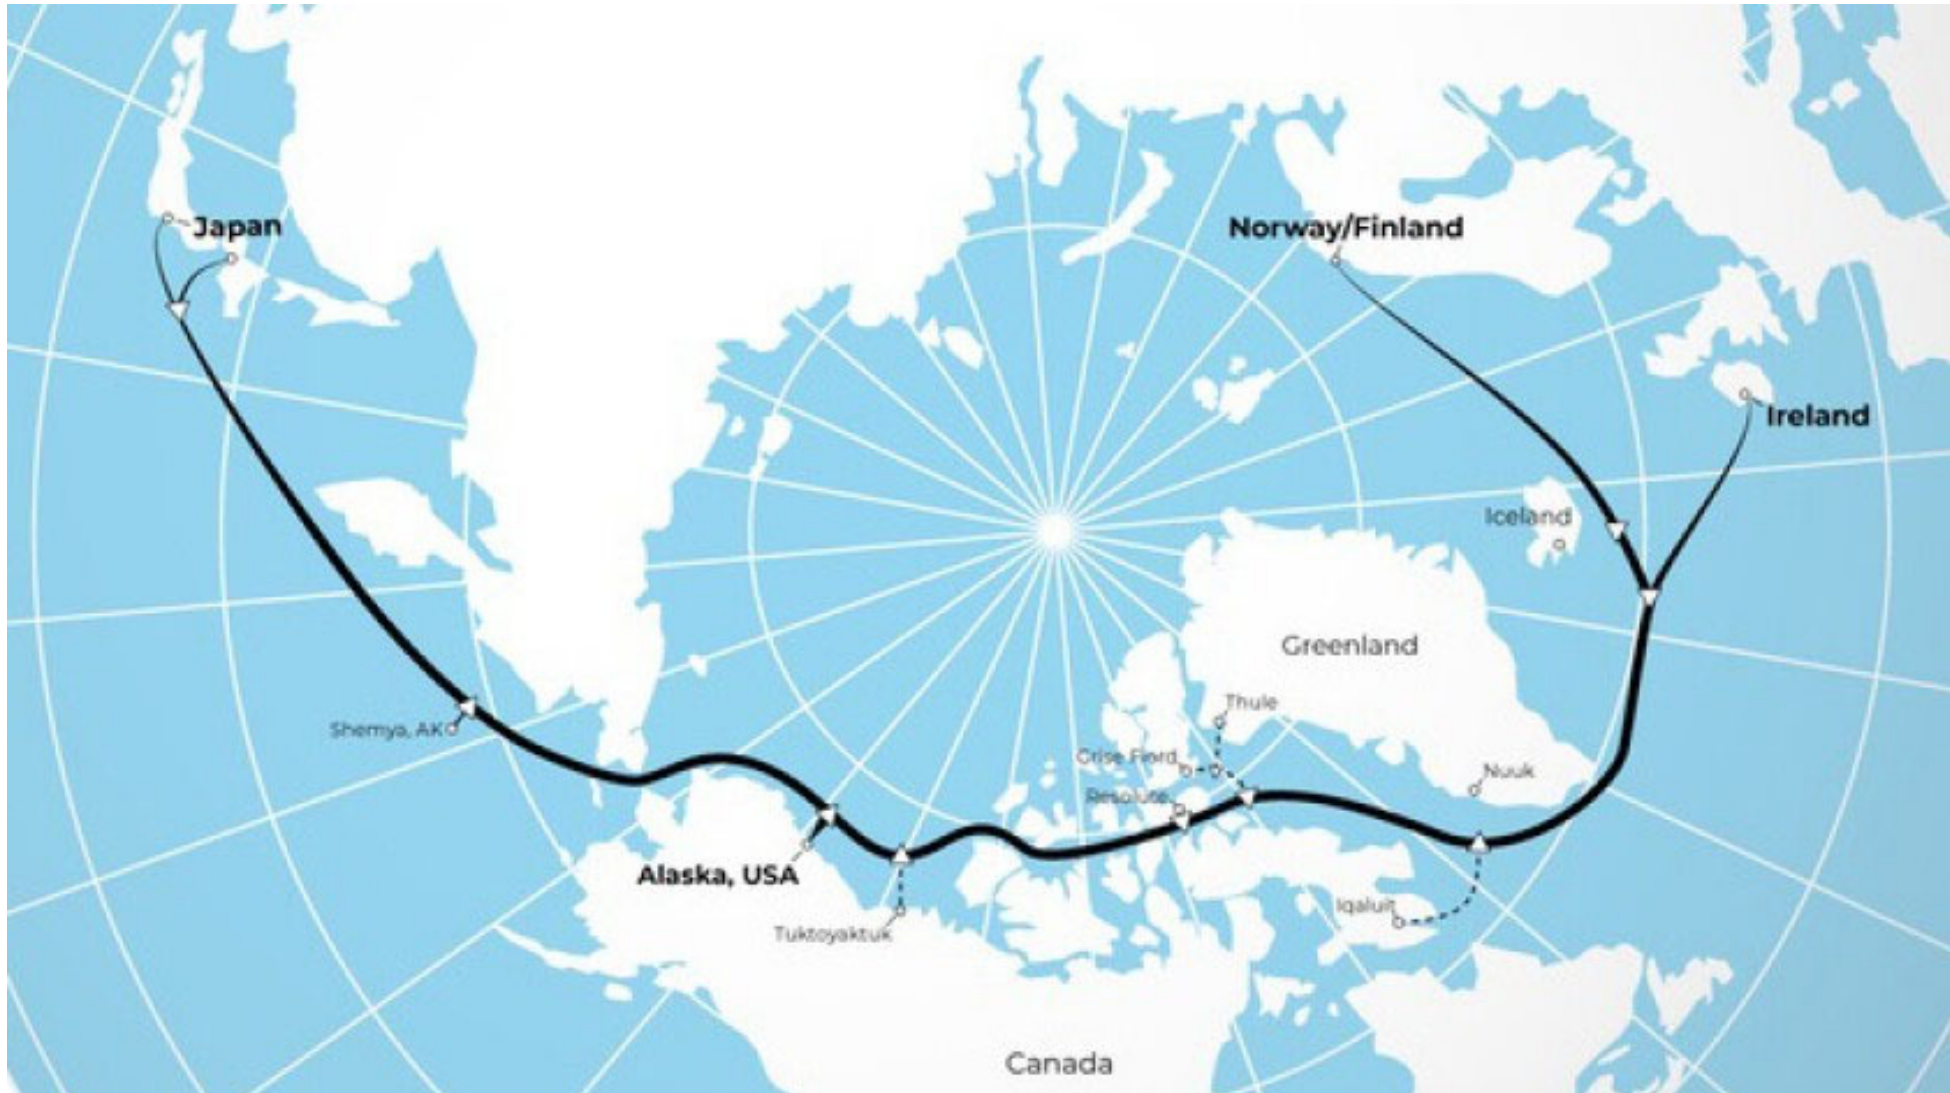 Japan
Norway/Finland
Ireland
Iceland
Greenland
Thule
Shemya, AK
Grise Fiord
Nuuk
Resolute
Alaska, USA
Iqaluit
Tuktoyaktuk
Canada